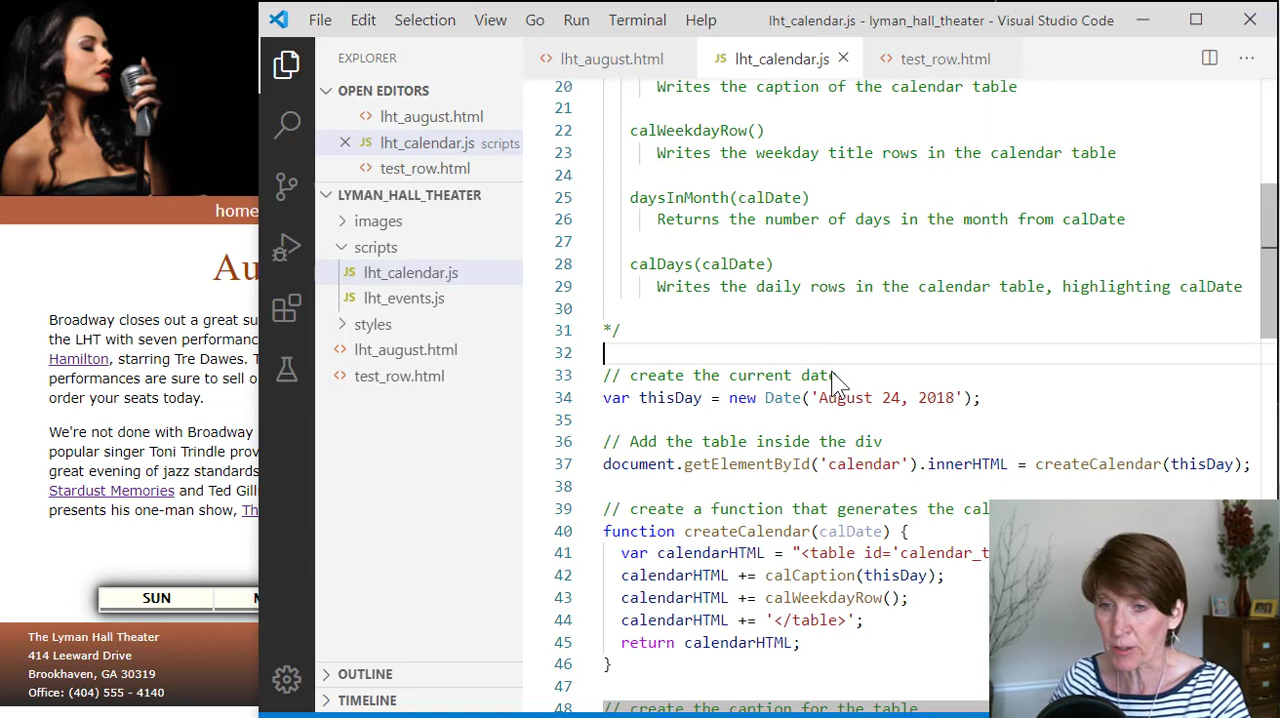 File Edit Selection View Go Run Terminal Help lht_calendar.js - lyman_hall_theater - Visual Studio Code
EXPLORER
OPEN EDITORS
lht_august.html
lht_calendar.js scripts
test_row.html
LYMAN_HALL_THEATER
images
scripts
JS lht_calendar.js
JS lht_events.js
styles
lht_august.html
test_row.html
OUTLINE
TIMELINE
lht_august.html JS lht_calendar.js test_row.html
20 Writes the caption of the calendar table
21
22 calWeekdayRow()
23 Writes the weekday title rows in the calendar table
24
25 daysInMonth(calDate)
26 Returns the number of days in the month from calDate
27
28 calDays(calDate)
29 Writes the daily rows in the calendar table, highlighting calDate
30
31 */
32
33 // create the current date
34 var thisDay = new Date('August 24, 2018');
35
36 // Add the table inside the div
37 document.getElementById('calendar').innerHTML = createCalendar(thisDay);
38
39 // create a function that generates the cal
40 function createCalendar(calDate) {
41 var calendarHTML = "<table id='calendar_t
42 calendarHTML += calCaption(thisDay);
43 calendarHTML += calWeekdayRow();
44 calendarHTML += '</table>';
45 return calendarHTML;
46 }
47
48 // create the caption for the table
home
Au
Broadway closes out a great su
the LHT with seven performanc
Hamilton, starring Tre Dawes. T
performances are sure to sell o
order your seats today.
We're not done with Broadway
popular singer Toni Trindle prov
great evening of jazz standards
Stardust Memories and Ted Gill
presents his one-man show, Th
SUN
The Lyman Hall Theater
414 Leeward Drive
Brookhaven, GA 30319
Office: (404) 555 - 4140